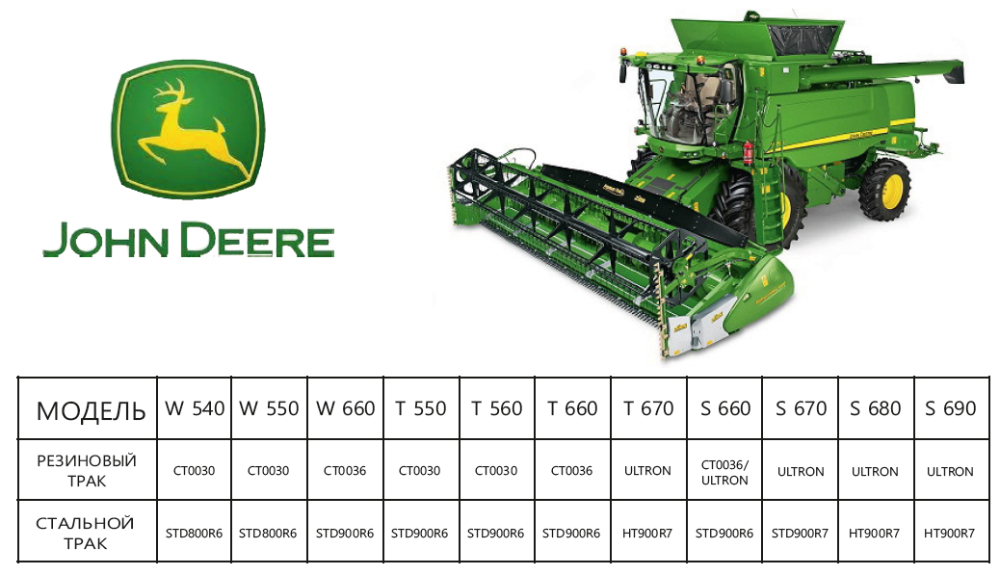 JOHN DEERE
МОДЕЛЬ W 540 W 550 W 660 T 550 T 560 T 660 T 670 S 660 S 670 S 680 S 690
РЕЗИНОВЫЙ ТРАК CT0030 CT0030 CT0036 CT0030 CT0030 CT0036 ULTRON CT0036/ ULTRON ULTRON ULTRON ULTRON
СТАЛЬНОЙ ТРАК STD800R6 STD800R6 STD900R6 STD900R6 STD900R6 STD900R6 HT900R7 STD900R6 STD900R7 HT900R7 HT900R7